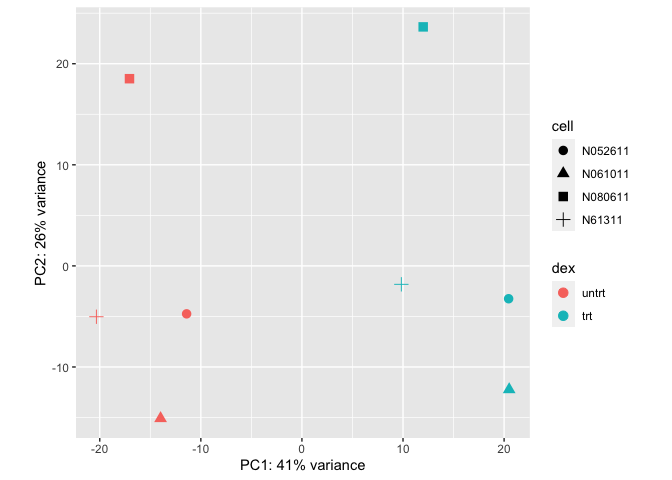 20
10
0
-10
-20
-10
0
10
20
PC1: 41% variance
PC2: 26% variance
cell
N052611
N061011
N080611
N61311
dex
untrt
trt